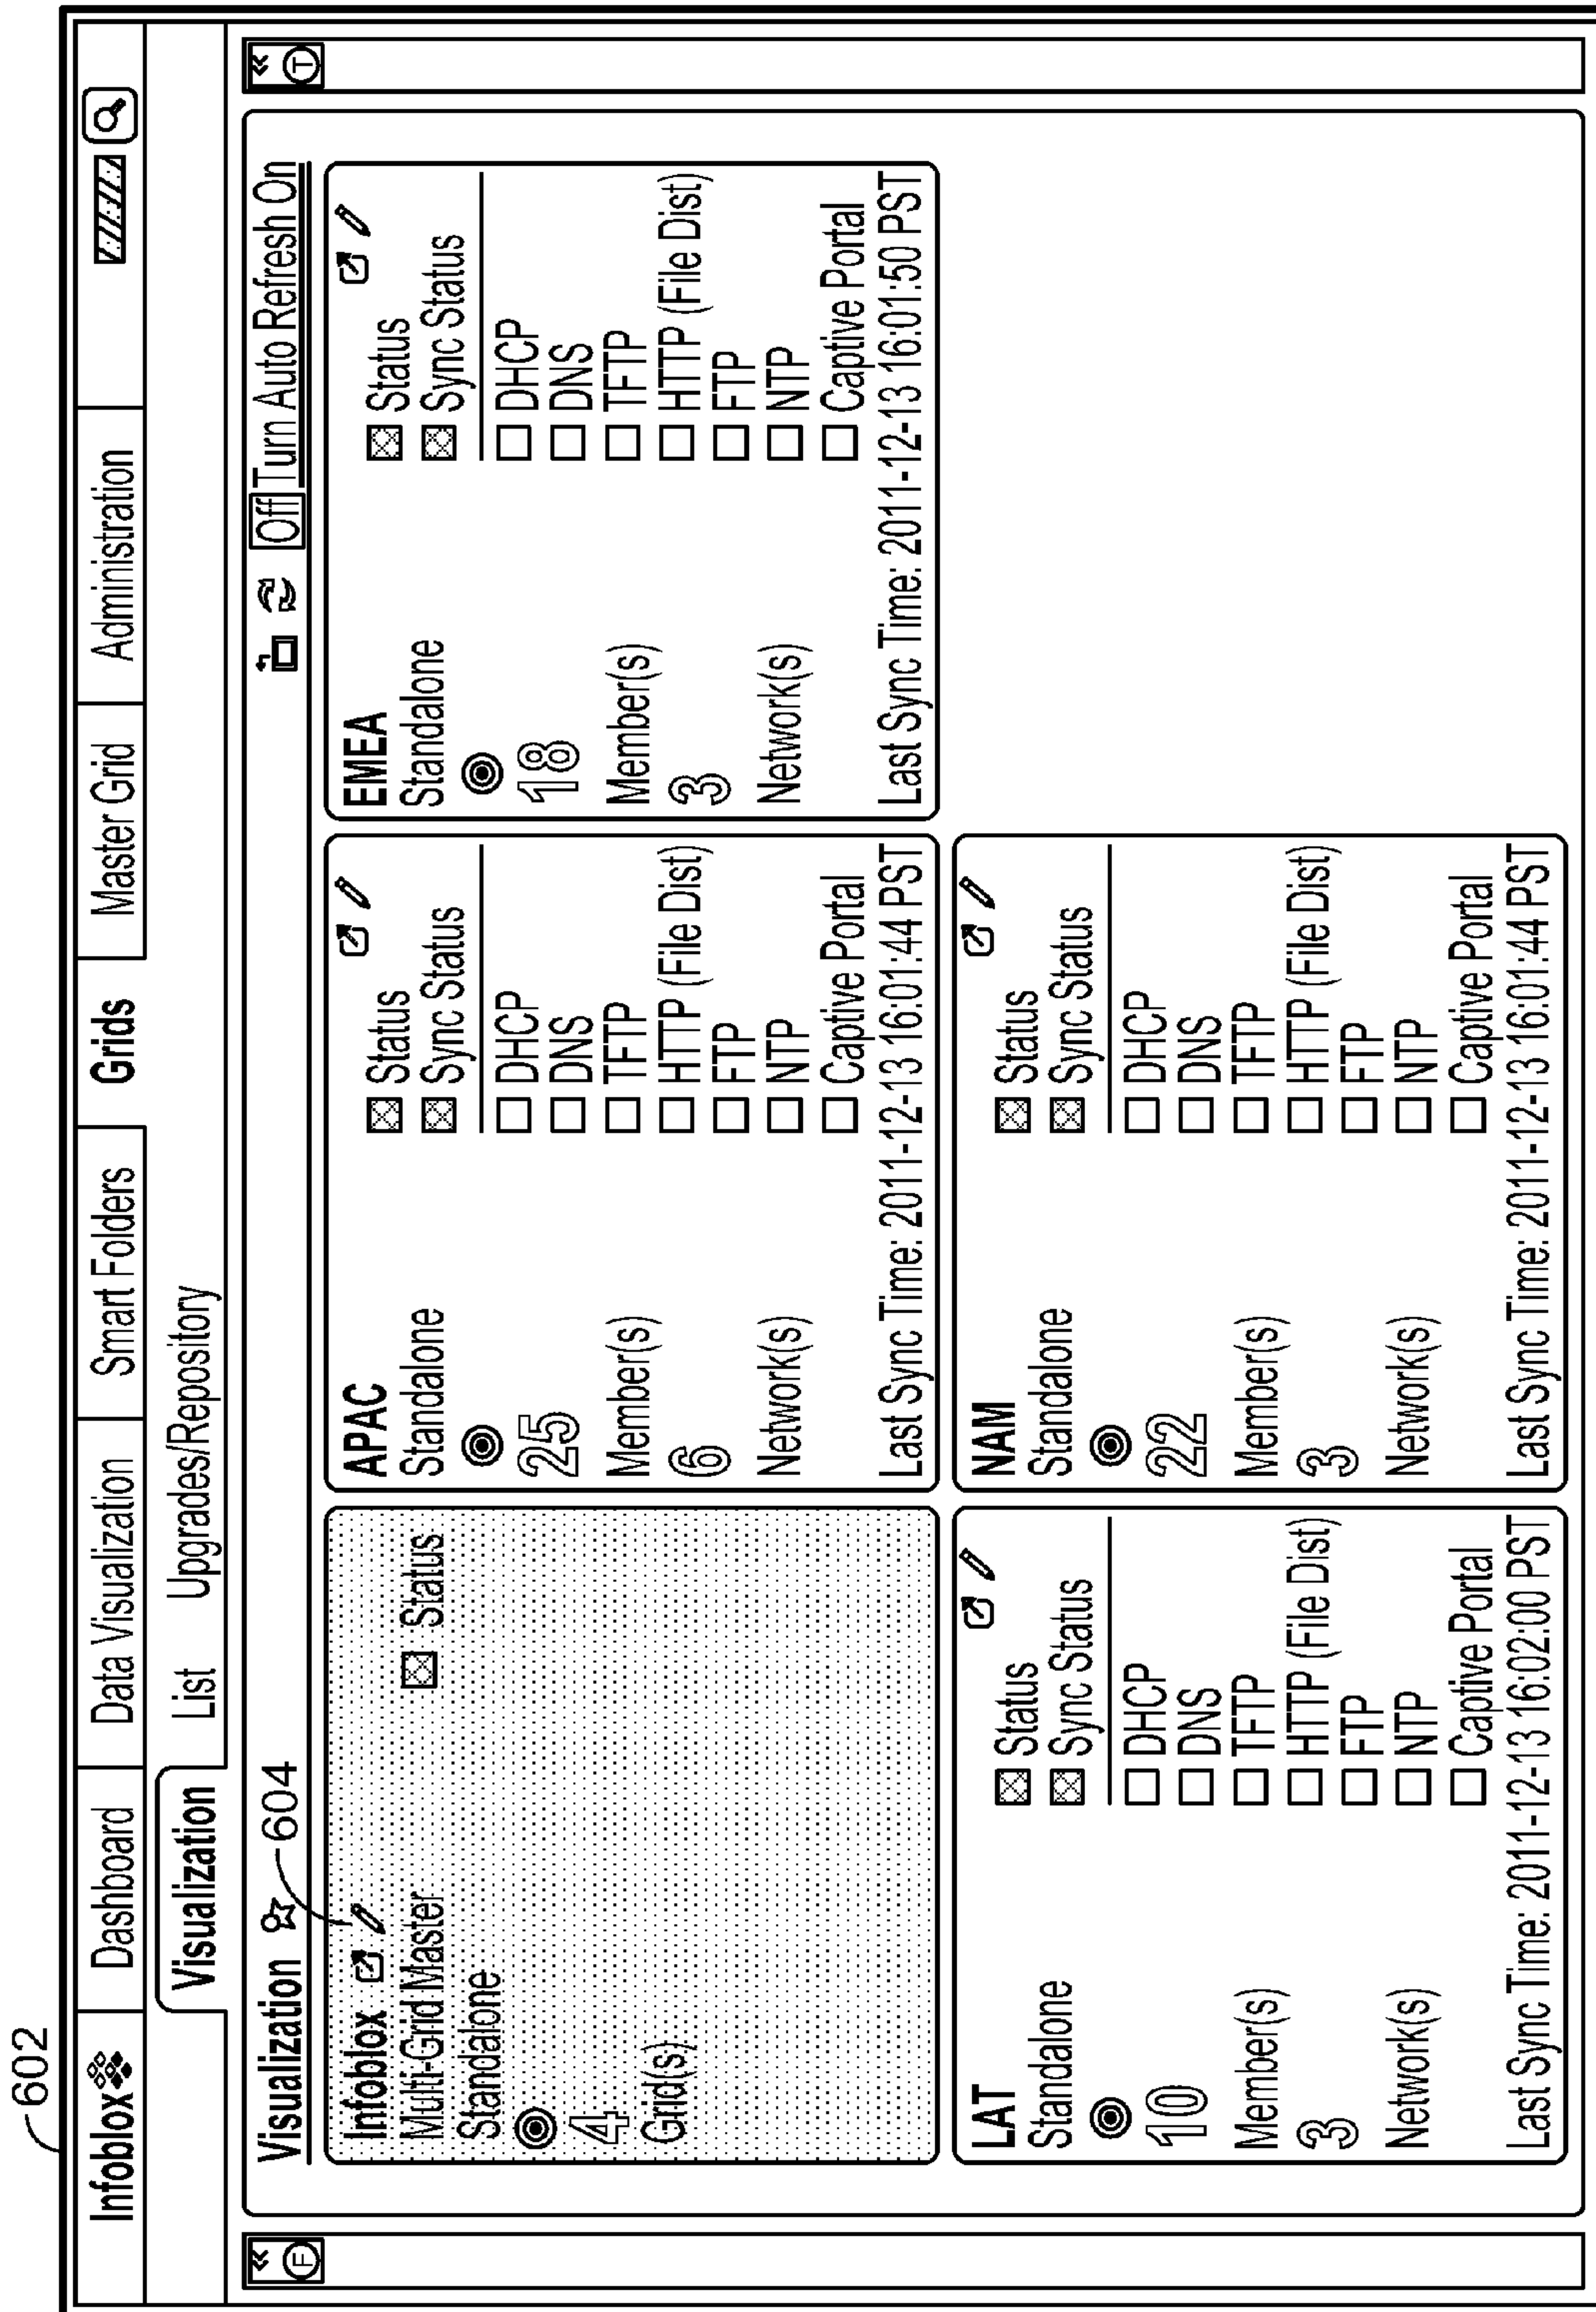 602
Infoblox
Dashboard
Data Visualization
Smart Folders
Grids
Master Grid
Administration
Visualization
List
Upgrades/Repository
F
T
Visualization
604
Off Turn Auto Refresh On
Infoblox
Multi-Grid Master
Standalone
4
Grid(s)
Status
APAC
Standalone
25
Member(s)
6
Network(s)
Status
Sync Status
DHCP
DNS
TFTP
HTTP (File Dist)
FTP
NTP
Captive Portal
Last Sync Time: 2011-12-13 16:01:44 PST
EMEA
Standalone
18
Member(s)
3
Network(s)
Status
Sync Status
DHCP
DNS
TFTP
HTTP (File Dist)
FTP
NTP
Captive Portal
Last Sync Time: 2011-12-13 16:01:50 PST
LAT
Standalone
10
Member(s)
3
Network(s)
Status
Sync Status
DHCP
DNS
TFTP
HTTP (File Dist)
FTP
NTP
Captive Portal
Last Sync Time: 2011-12-13 16:02:00 PST
NAM
Standalone
22
Member(s)
3
Network(s)
Status
Sync Status
DHCP
DNS
TFTP
HTTP (File Dist)
FTP
NTP
Captive Portal
Last Sync Time: 2011-12-13 16:01:44 PST